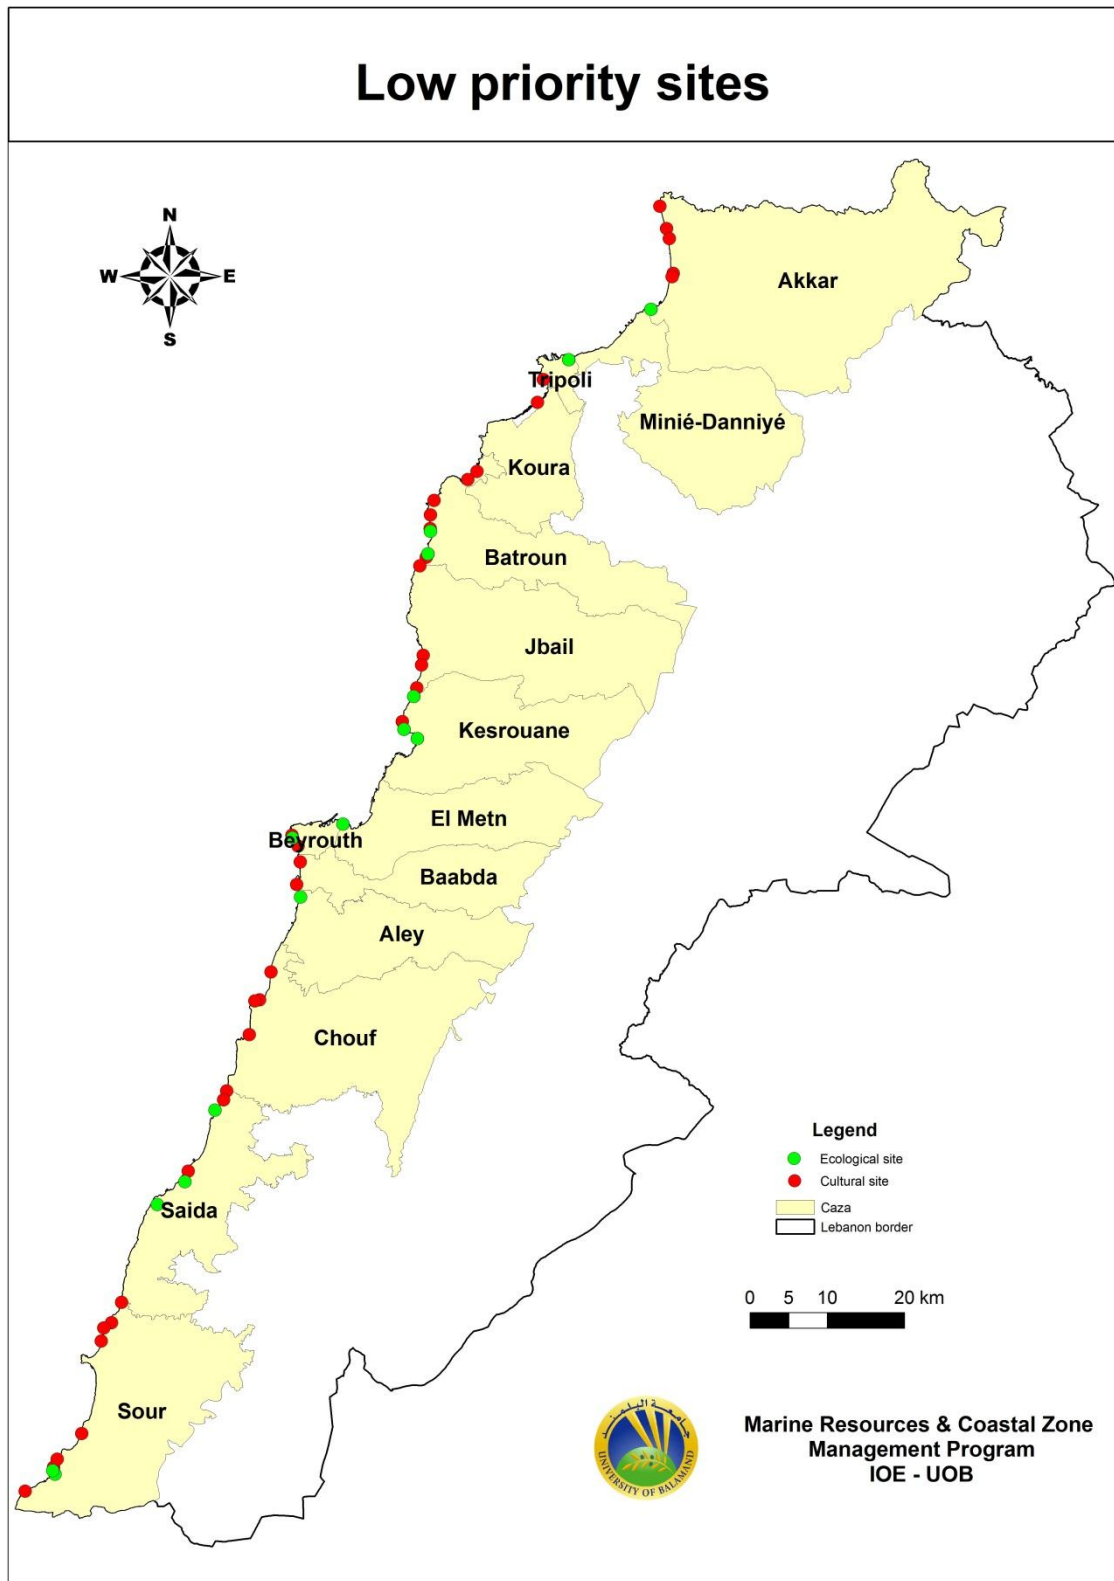 Low priority sites
N
W E
S
Akkar
Tripoli
Minié-Danniyé
Koura
Batroun
Jbail
Kesrouane
El Metn
Beyrouth
Baabda
Aley
Chouf
Legend
Ecological site
Cultural site
Caza
Lebanon border
Saida
0 5 10 20 km
Sour
جامعة البلمند
UNIVERSITY OF BALAMAND
Marine Resources & Coastal Zone
Management Program
IOE - UOB